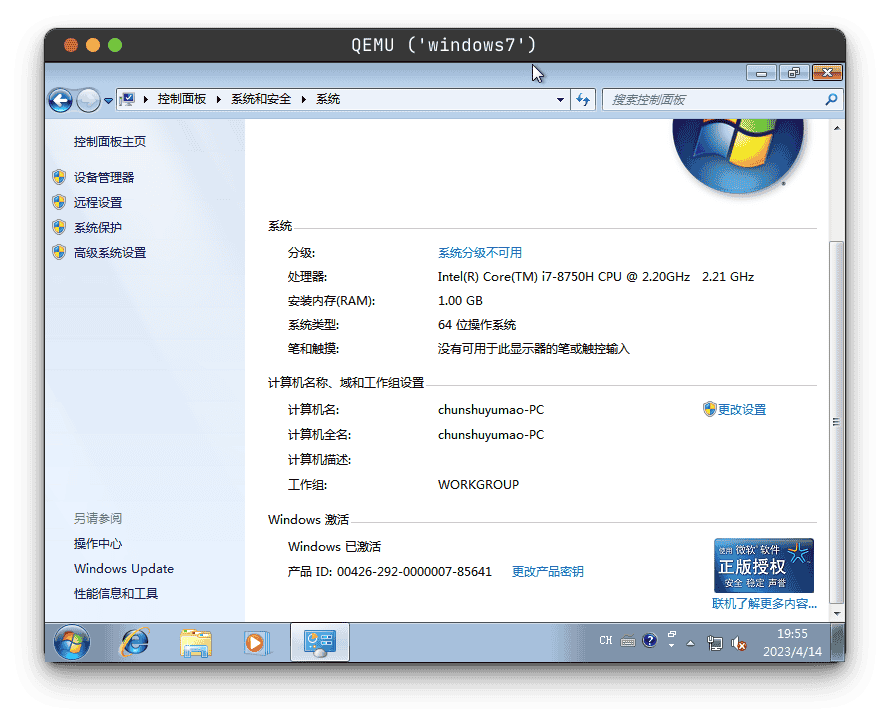 QEMU ('windows7')
控制面板 系统和安全 系统
搜索控制面板
控制面板主页
设备管理器
远程设置
系统保护
高级系统设置
另请参阅
操作中心
Windows Update
性能信息和工具
系统
分级: 系统分级不可用
处理器: Intel(R) Core(TM) i7-8750H CPU @ 2.20GHz 2.21 GHz
安装内存(RAM): 1.00 GB
系统类型: 64 位操作系统
笔和触摸: 没有可用于此显示器的笔或触控输入
计算机名称、域和工作组设置
计算机名: chunshuyumao-PC 更改设置
计算机全名: chunshuyumao-PC
计算机描述:
工作组: WORKGROUP
Windows 激活
Windows 已激活
产品 ID: 00426-292-0000007-85641 更改产品密钥
使用 微软 软件
正版授权
安全 稳定 声誉
联机了解更多内容...
CH
19:55
2023/4/14